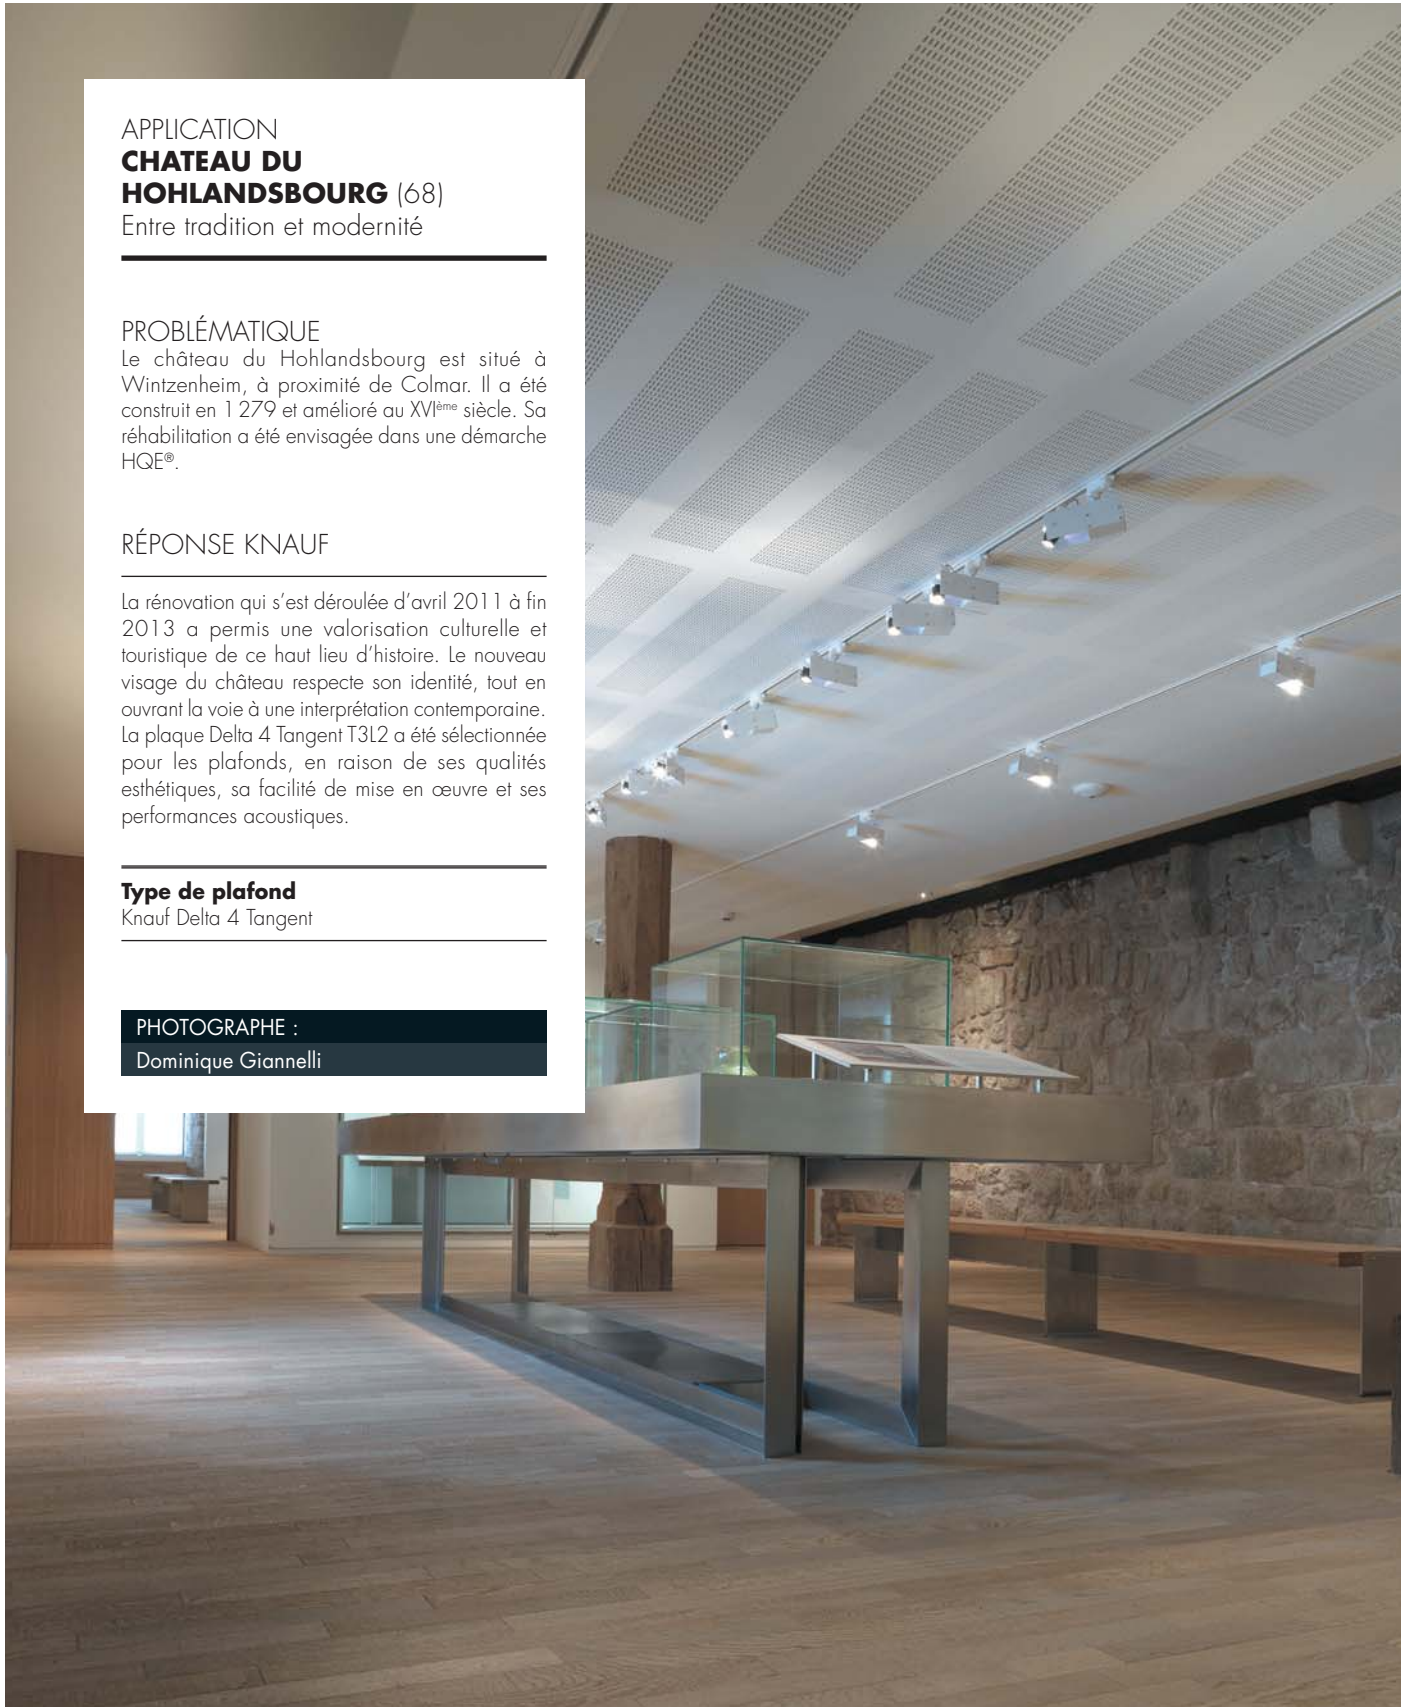 APPLICATION
CHATEAU DU
HOHLANDSBOURG (68)
Entre tradition et modernité
PROBLÉMATIQUE
Le château du Hohlandsbourg est situé à
Wintzenheim, à proximité de Colmar. Il a été
construit en 1 279 et amélioré au XVIème siècle. Sa
réhabilitation a été envisagée dans une démarche
HQE®.
RÉPONSE KNAUF
La rénovation qui s’est déroulée d’avril 2011 à fin
2013 a permis une valorisation culturelle et
touristique de ce haut lieu d’histoire. Le nouveau
visage du château respecte son identité, tout en
ouvrant la voie à une interprétation contemporaine.
La plaque Delta 4 Tangent T3L2 a été sélectionnée
pour les plafonds, en raison de ses qualités
esthétiques, sa facilité de mise en œuvre et ses
performances acoustiques.
Type de plafond
Knauf Delta 4 Tangent
PHOTOGRAPHE :
Dominique Giannelli